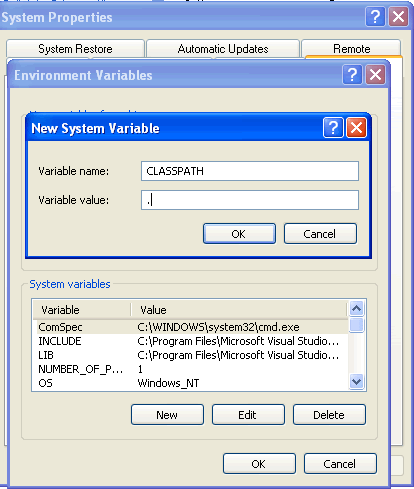 System Properties
System Restore
Automatic Updates
Remote
Environment Variables
New System Variable
Variable name:
CLASSPATH
Variable value:
.
OK
Cancel
System variables
Variable
Value
ComSpec
C:\WINDOWS\system32\cmd.exe
INCLUDE
C:\Program Files\Microsoft Visual Studio...
LIB
C:\Program Files\Microsoft Visual Studio...
NUMBER_OF_P...
1
OS
Windows_NT
New
Edit
Delete
OK
Cancel